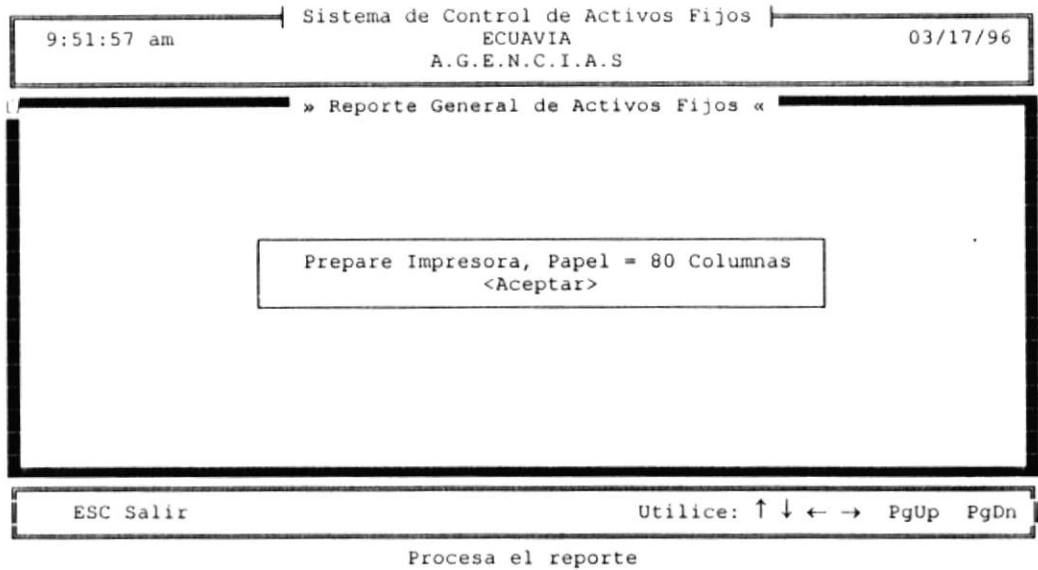 Sistema de Control de Activos Fijos
9:51:57 am ECUAVIA 03/17/96
A.G.E.N.C.I.A.S
» Reporte General de Activos Fijos «
Prepare Impresora, Papel = 80 Columnas
<Aceptar>
ESC Salir Utilice: ↑ ↓ ← → PgUp PgDn
Procesa el reporte